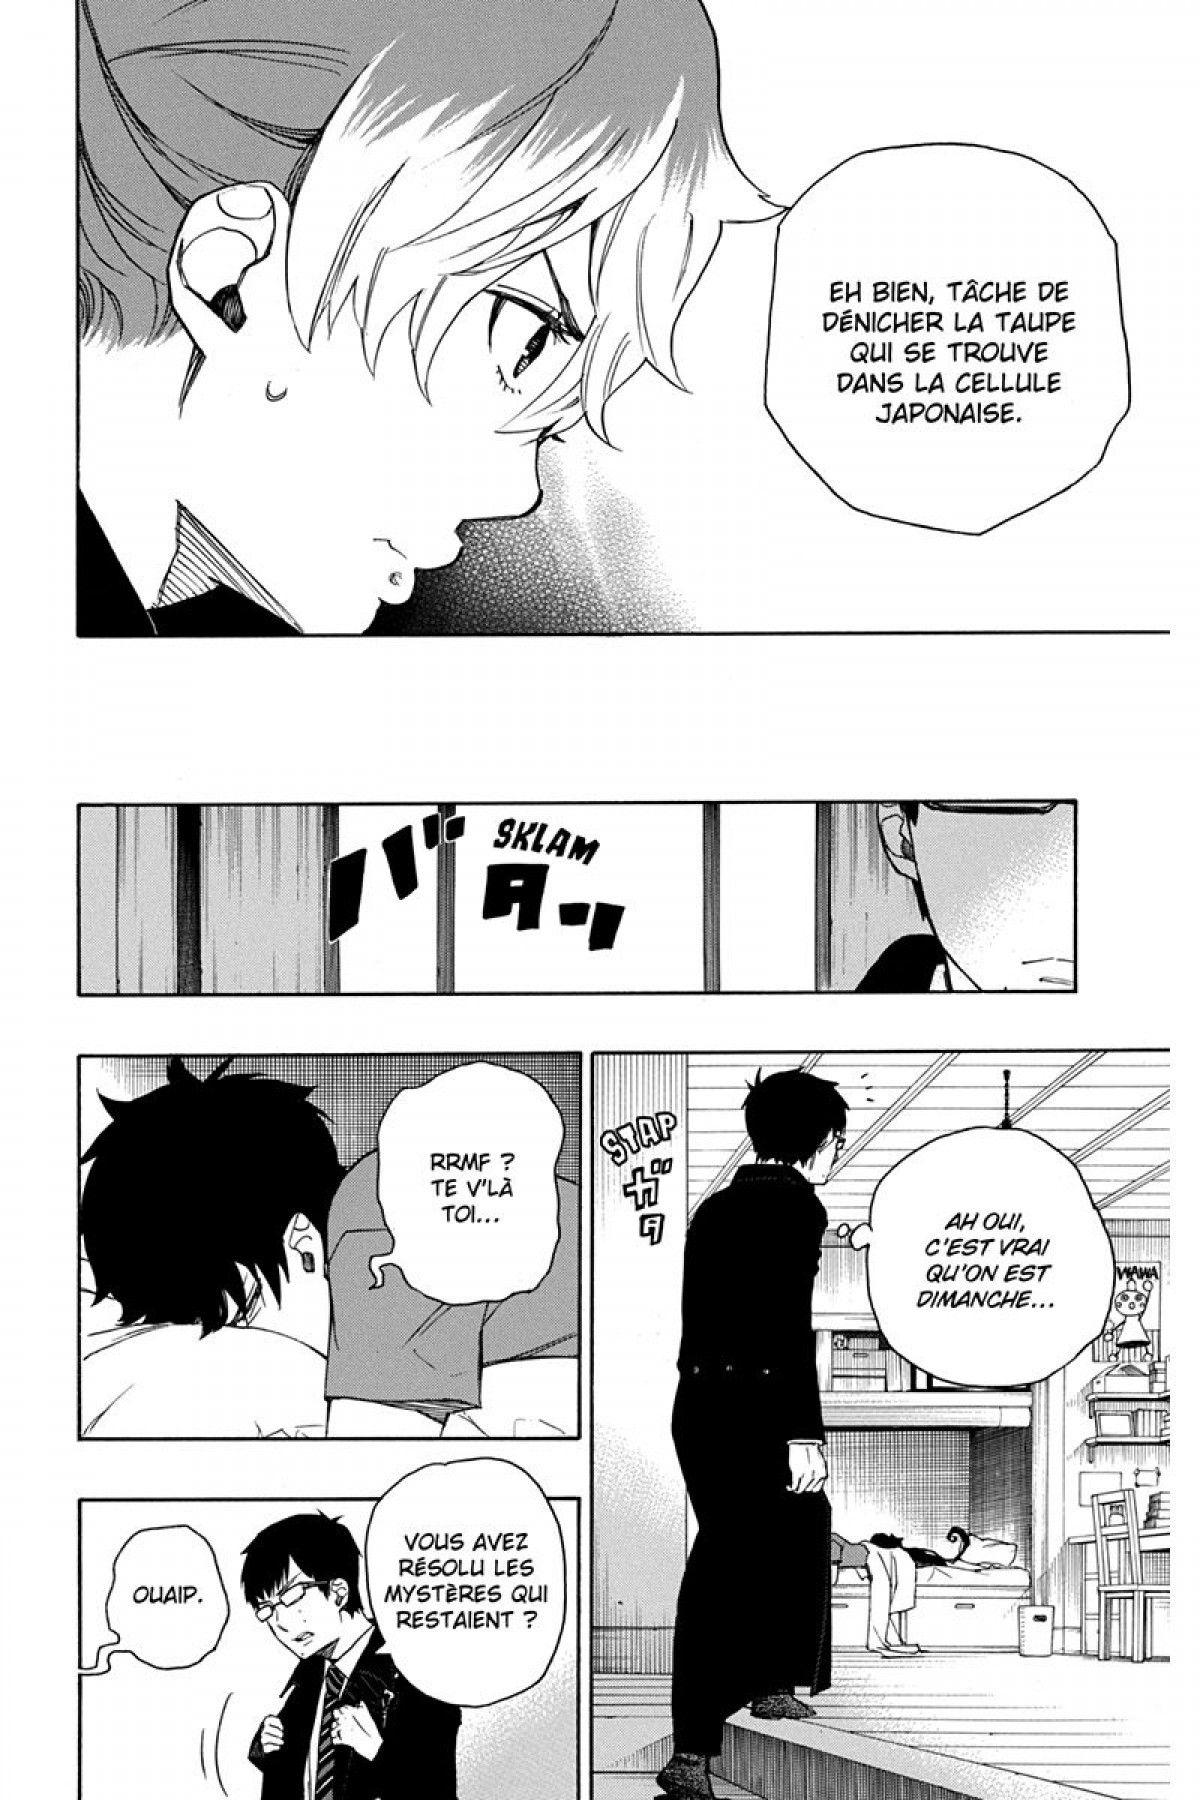 EH BIEN, TÂCHE DE
DÉNICHER LA TAUPE
QUI SE TROUVE
DANS LA CELLULE
JAPONAISE.
SKLAM
バタン
STAP
ガタ
AH OUI,
C'EST VRAI
QU'ON EST
DIMANCHE...
WAWA
RRMF ?
TE V'LÀ
TOI...
VOUS AVEZ
RÉSOLU LES
MYSTÈRES QUI
RESTAIENT ?
OUAIP.